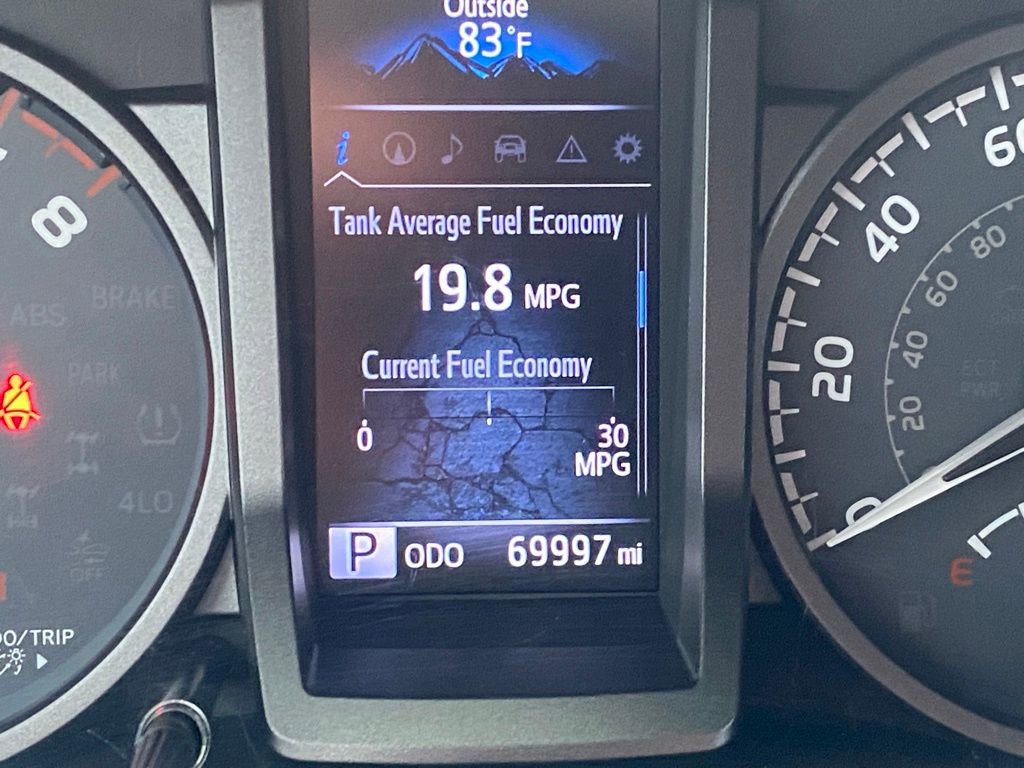 Outside
83°F
Tank Average Fuel Economy
19.8 MPG
Current Fuel Economy
0
30
MPG
P ODO 69997 mi
8
BRAKE
ABS
PARK
4LO
OFF
/TRIP
60
40
20
0
80
60
40
20
E